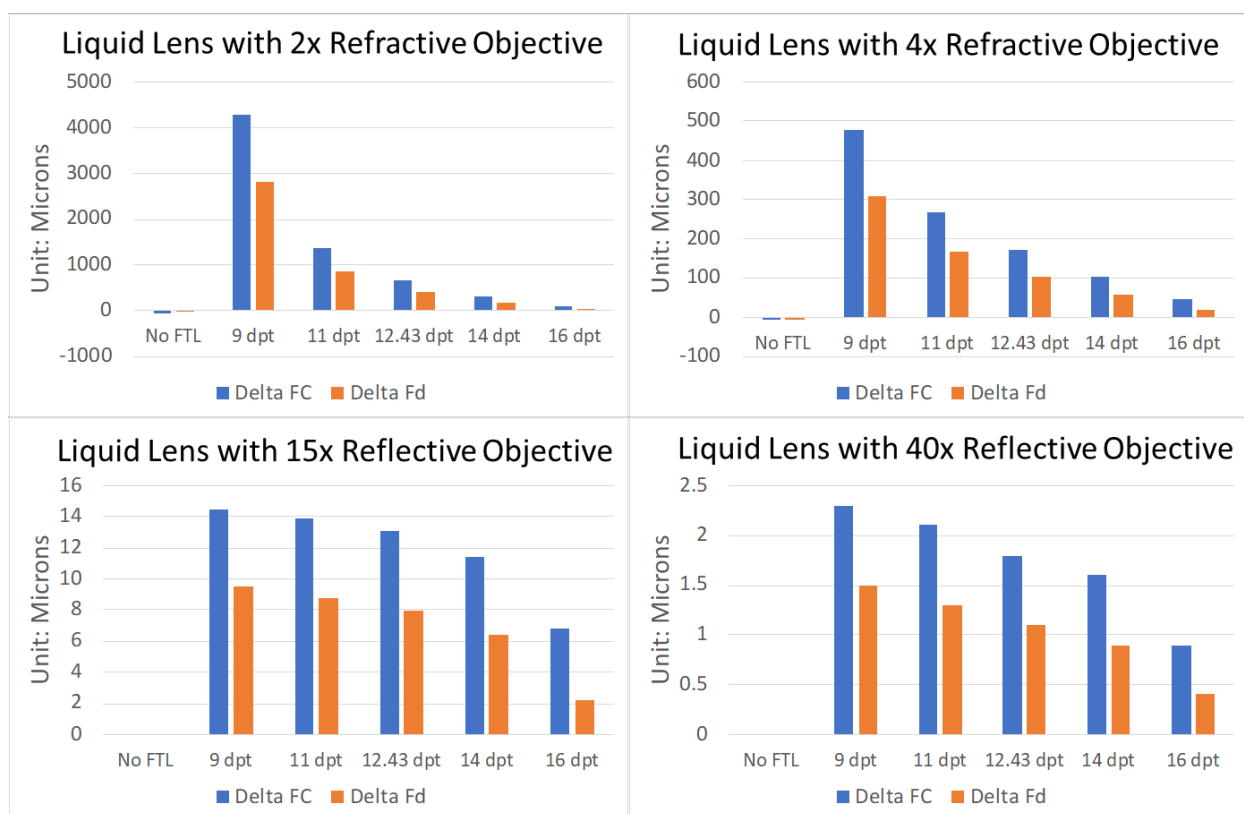 Liquid Lens with 2x Refractive Objective
Unit: Microns
5000
4000
3000
2000
1000
0
-1000
No FTL 9 dpt 11 dpt 12.43 dpt 14 dpt 16 dpt
Delta FC Delta Fd
Liquid Lens with 4x Refractive Objective
Unit: Microns
600
500
400
300
200
100
0
-100
No FTL 9 dpt 11 dpt 12.43 dpt 14 dpt 16 dpt
Delta FC Delta Fd
Liquid Lens with 15x Reflective Objective
Unit: Microns
16
14
12
10
8
6
4
2
0
No FTL 9 dpt 11 dpt 12.43 dpt 14 dpt 16 dpt
Delta FC Delta Fd
Liquid Lens with 40x Reflective Objective
Unit: Microns
2.5
2
1.5
1
0.5
0
No FTL 9 dpt 11 dpt 12.43 dpt 14 dpt 16 dpt
Delta FC Delta Fd